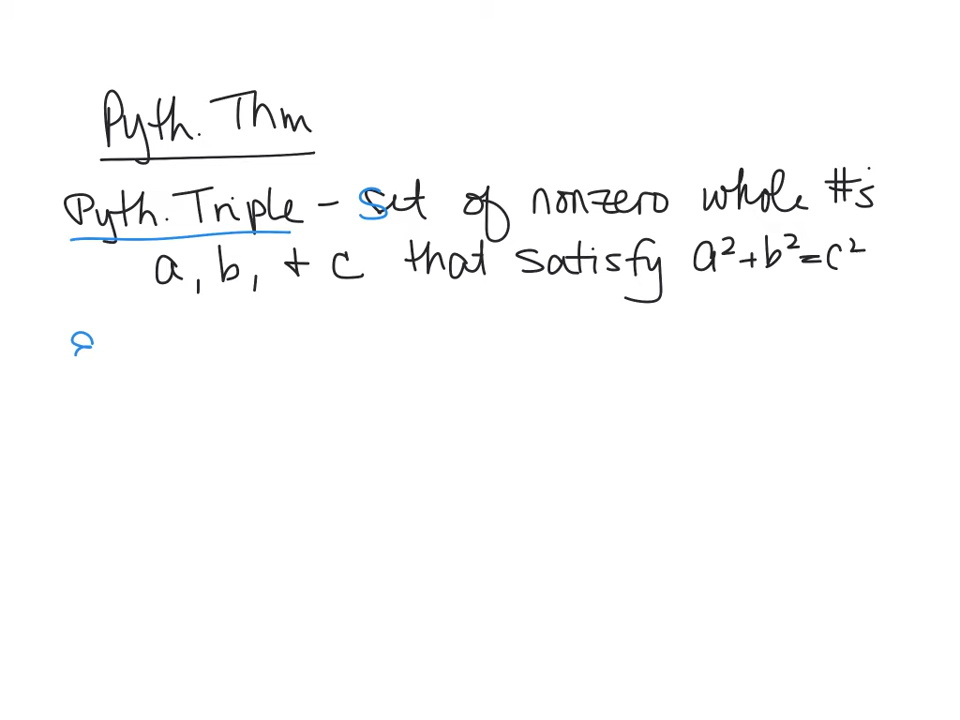 Pyth. Thm
Pyth. Triple - set of nonzero whole #'s
a, b, + c that satisfy a²+b²=c²